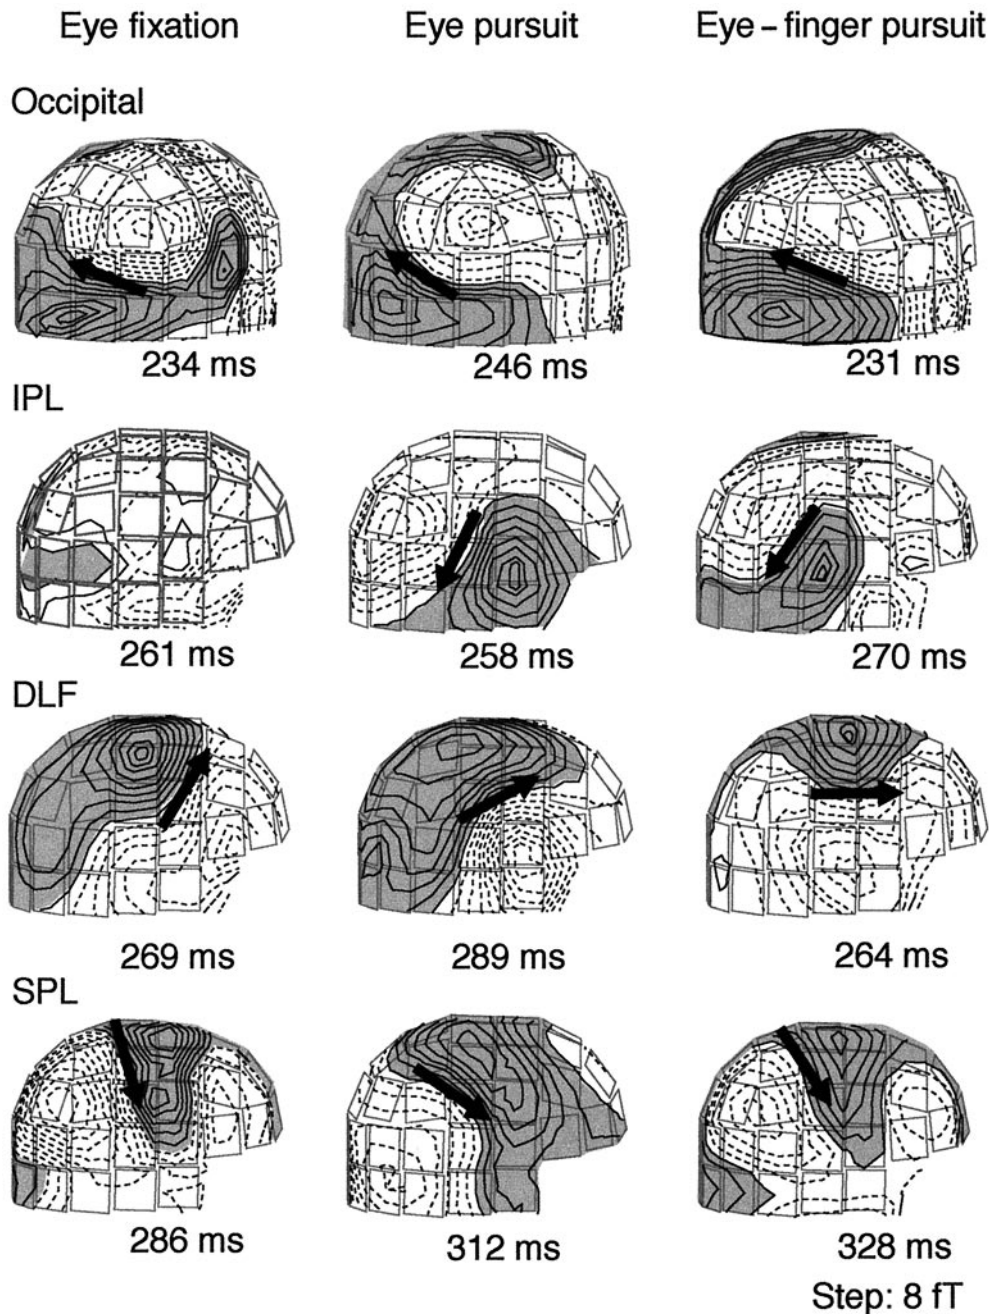 Eye fixation Eye pursuit Eye – finger pursuit
Occipital
234 ms 246 ms 231 ms
IPL
261 ms 258 ms 270 ms
DLF
269 ms 289 ms 264 ms
SPL
286 ms 312 ms 328 ms
Step: 8 fT